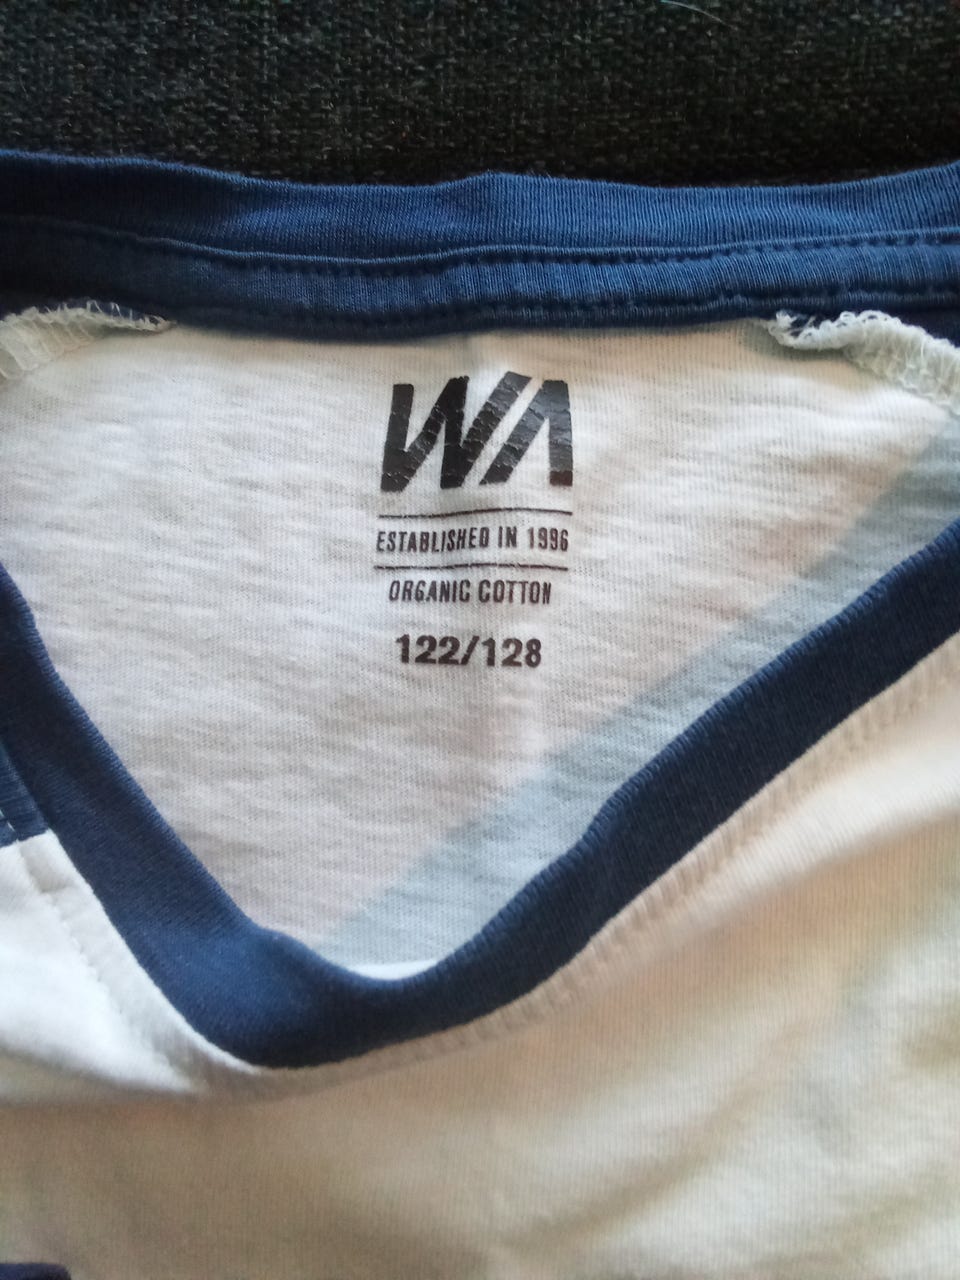 WA
ESTABLISHED IN 1996
ORGANIC COTTON
122/128